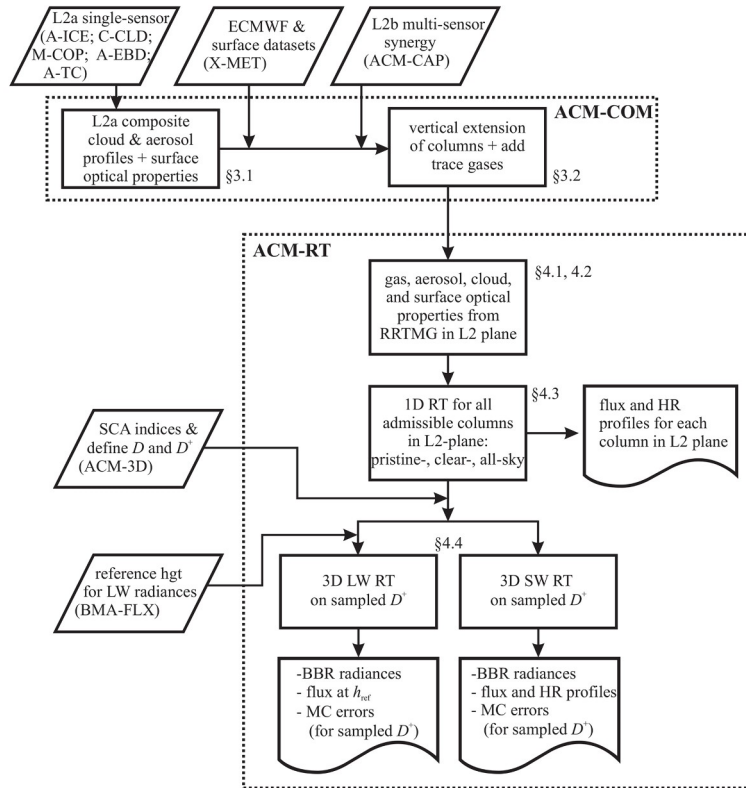 L2a single-sensor
(A-ICE; C-CLD;
M-COP; A-EBD;
A-TC)
ECMWF &
surface datasets
(X-MET)
L2b multi-sensor
synergy
(ACM-CAP)
ACM-COM
L2a composite
cloud & aerosol
profiles + surface
optical properties
§3.1
vertical extension
of columns + add
trace gases
§3.2
ACM-RT
gas, aerosol, cloud,
and surface optical
properties from
RRTMG in L2 plane
§4.1, 4.2
1D RT for all
admissible columns
in L2-plane:
pristine-, clear-, all-sky
§4.3
flux and HR
profiles for each
column in L2 plane
SCA indices &
define D and D⁺
(ACM-3D)
reference hgt
for LW radiances
(BMA-FLX)
§4.4
3D LW RT
on sampled D⁺
3D SW RT
on sampled D⁺
-BBR radiances
- flux at h_ref
- MC errors
(for sampled D⁺)
-BBR radiances
- flux and HR profiles
- MC errors
(for sampled D⁺)